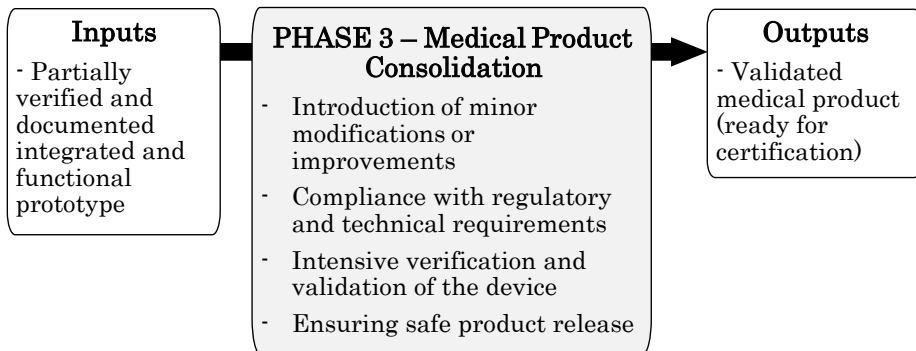 Inputs
- Partially
verified and
documented
integrated and
functional
prototype
PHASE 3 – Medical Product
Consolidation
- Introduction of minor
modifications or
improvements
- Compliance with regulatory
and technical requirements
- Intensive verification and
validation of the device
- Ensuring safe product release
Outputs
- Validated
medical product
(ready for
certification)